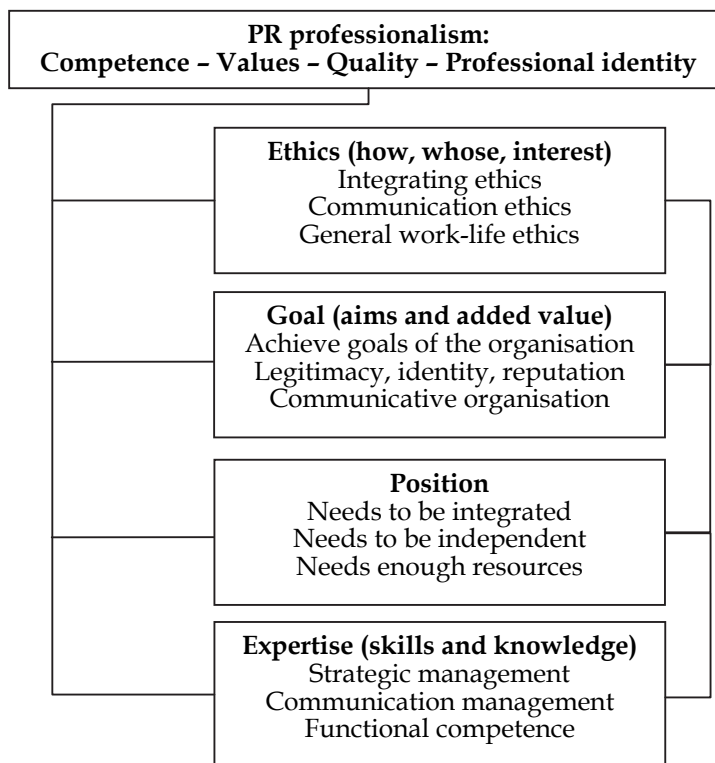 PR professionalism:
Competence – Values – Quality – Professional identity
Ethics (how, whose, interest)
Integrating ethics
Communication ethics
General work-life ethics
Goal (aims and added value)
Achieve goals of the organisation
Legitimacy, identity, reputation
Communicative organisation
Position
Needs to be integrated
Needs to be independent
Needs enough resources
Expertise (skills and knowledge)
Strategic management
Communication management
Functional competence